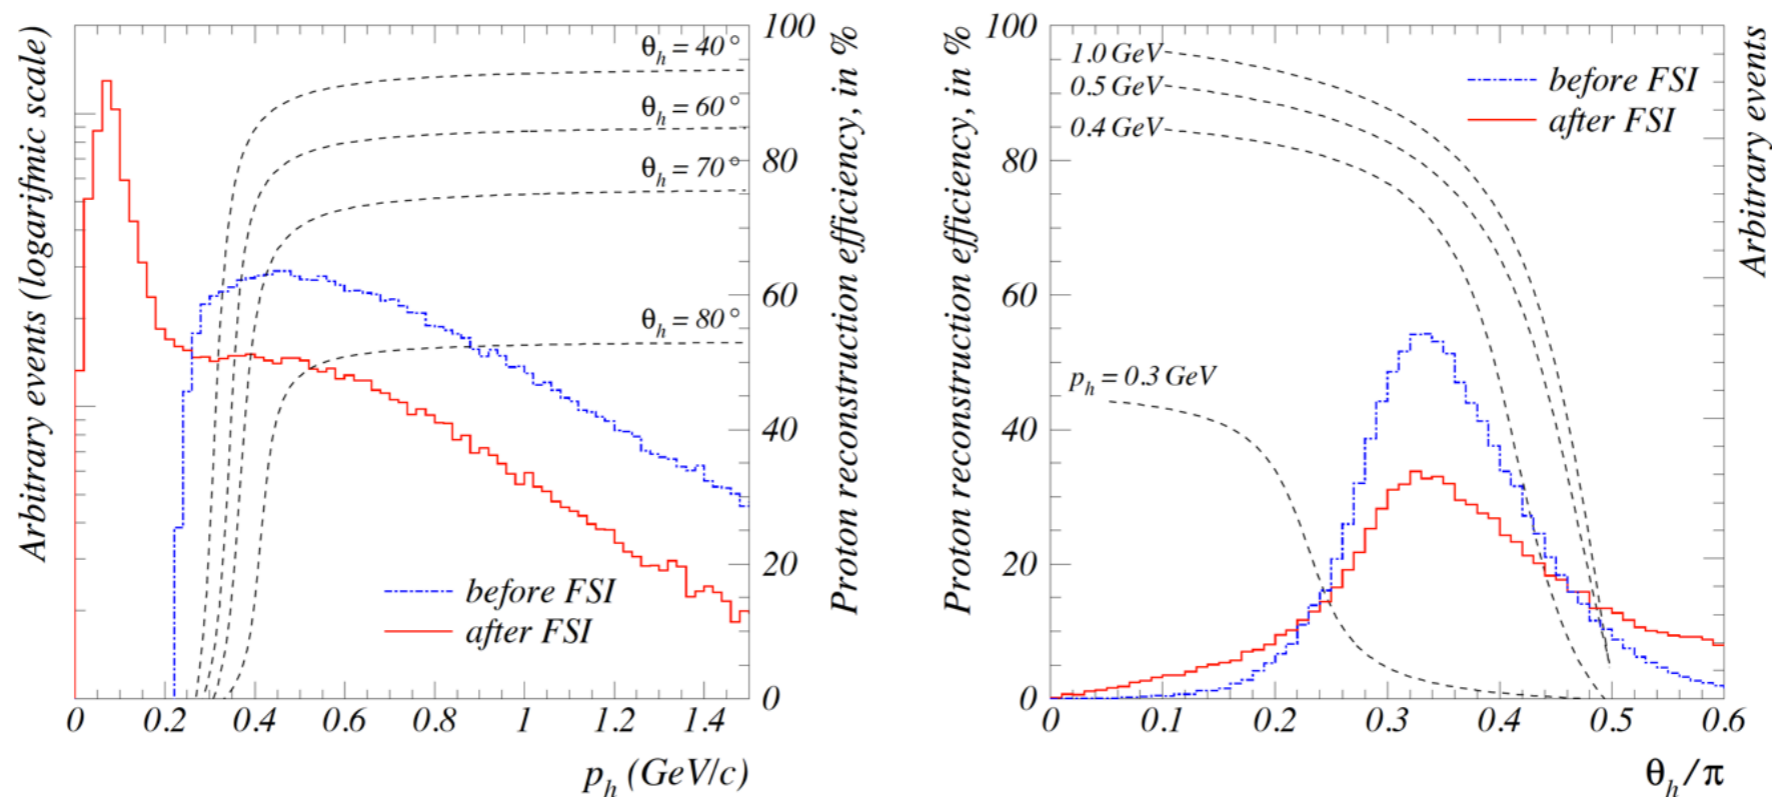 Arbitrary events (logarifmic scale)
θh = 40°
θh = 60°
θh = 70°
θh = 80°
before FSI
after FSI
0 0.2 0.4 0.6 0.8 1 1.2 1.4
ph (GeV/c)
100
80
60
40
20
0
Proton reconstruction efficiency, in %
Proton reconstruction efficiency, in %
100
80
60
40
20
0
1.0 GeV
0.5 GeV
0.4 GeV
ph = 0.3 GeV
before FSI
after FSI
0 0.1 0.2 0.3 0.4 0.5 0.6
θh/π
Arbitrary events